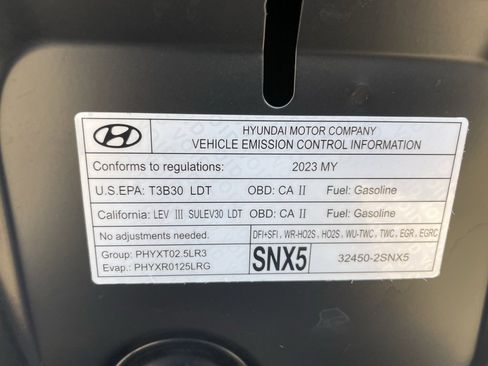 HYUNDAI MOTOR COMPANY
VEHICLE EMISSION CONTROL INFORMATION
Conforms to regulations: 2023 MY
U.S.EPA: T3B30 LDT OBD: CA II Fuel: Gasoline
California: LEV III SULEV30 LDT OBD: CA II Fuel: Gasoline
No adjustments needed. DFI+SFI, WR-HO2S, HO2S, WU-TWC, TWC, EGR, EGRC
Group: PHYXT02.5LR3
Evap.: PHYXR0125LRG
SNX5 32450-2SNX5